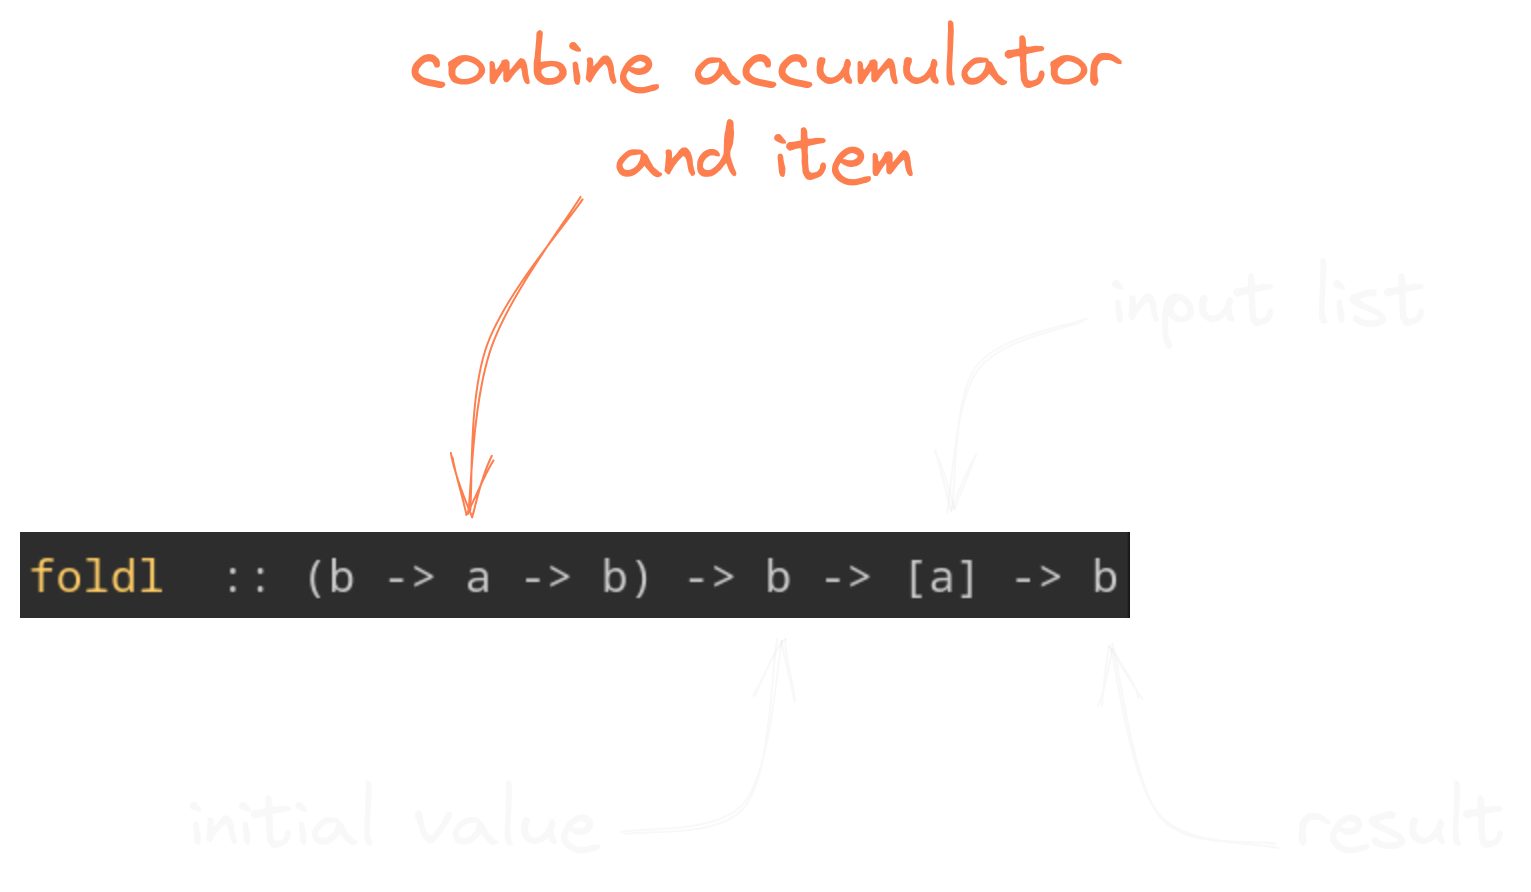 combine accumulator
and item
input list
foldl :: (b -> a -> b) -> b -> [a] -> b
initial value
result